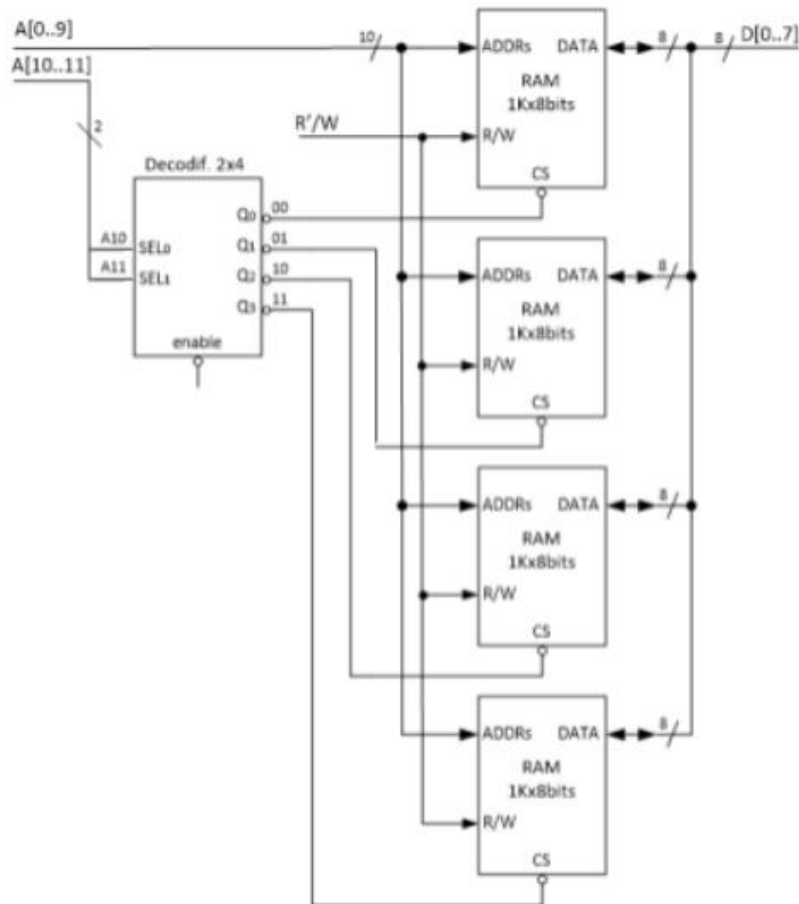 A[0..9]
10
ADDRs DATA
8
8
D[0..7]
A[10..11]
RAM
1Kx8bits
2
R'/W
R/W
Decodif. 2x4
CS
00
Q0
01
A10
SEL0
Q1
ADDRs DATA
8
A11
SEL1
Q2
10
Q3
11
RAM
1Kx8bits
enable
R/W
CS
ADDRs DATA
8
RAM
1Kx8bits
R/W
CS
ADDRs DATA
8
RAM
1Kx8bits
R/W
CS